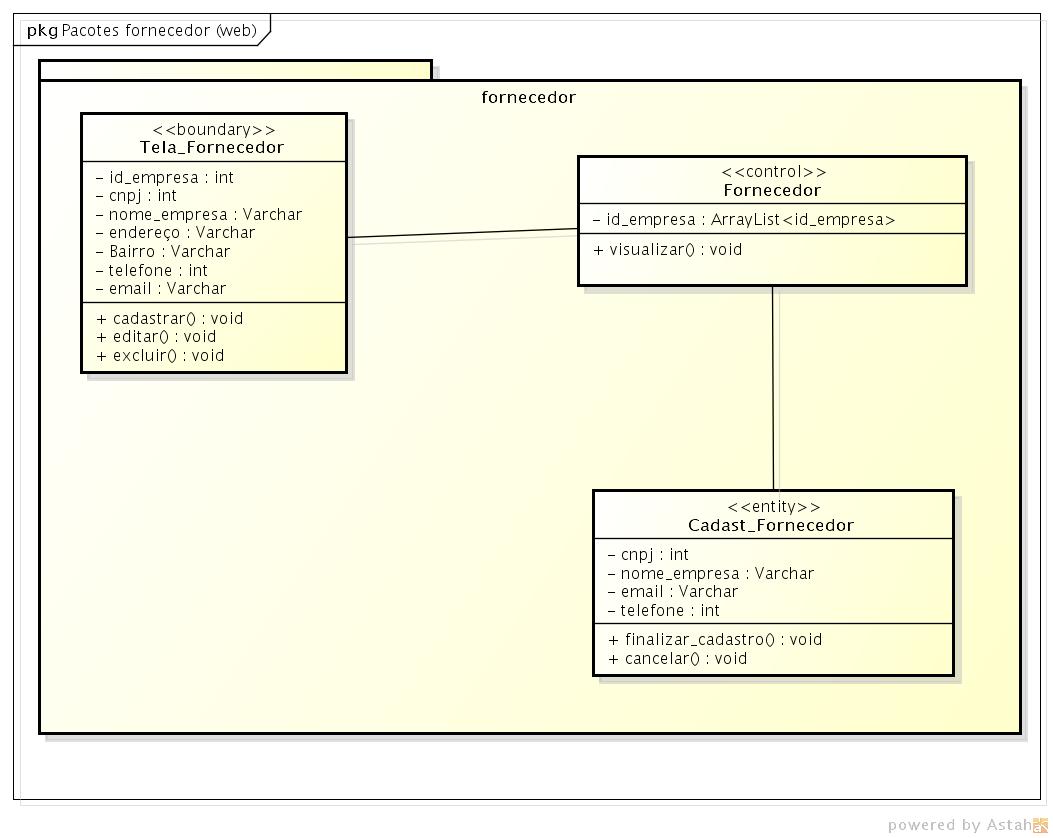 pkg Pacotes fornecedor (web)
fornecedor
<<boundary>>
Tela_Fornecedor
- id_empresa : int
- cnpj : int
- nome_empresa : Varchar
- endereço : Varchar
- Bairro : Varchar
- telefone : int
- email : Varchar
+ cadastrar() : void
+ editar() : void
+ excluir() : void
<<control>>
Fornecedor
- id_empresa : ArrayList<id_empresa>
+ visualizar() : void
<<entity>>
Cadast_Fornecedor
- cnpj : int
- nome_empresa : Varchar
- email : Varchar
- telefone : int
+ finalizar_cadastro() : void
+ cancelar() : void
powered by Astah